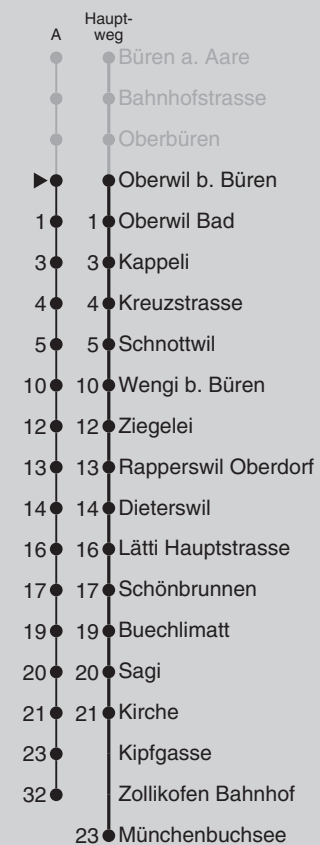 A Haupt-
weg
Büren a. Aare
Bahnhofstrasse
Oberbüren
Oberwil b. Büren
1 1 Oberwil Bad
3 3 Kappeli
4 4 Kreuzstrasse
5 5 Schnottwil
10 10 Wengi b. Büren
12 12 Ziegelei
13 13 Rapperswil Oberdorf
14 14 Dieterswil
16 16 Lätti Hauptstrasse
17 17 Schönbrunnen
19 19 Buechlimatt
20 20 Sagi
21 21 Kirche
23 Kipfgasse
32 Zollikofen Bahnhof
23 Münchenbuchsee